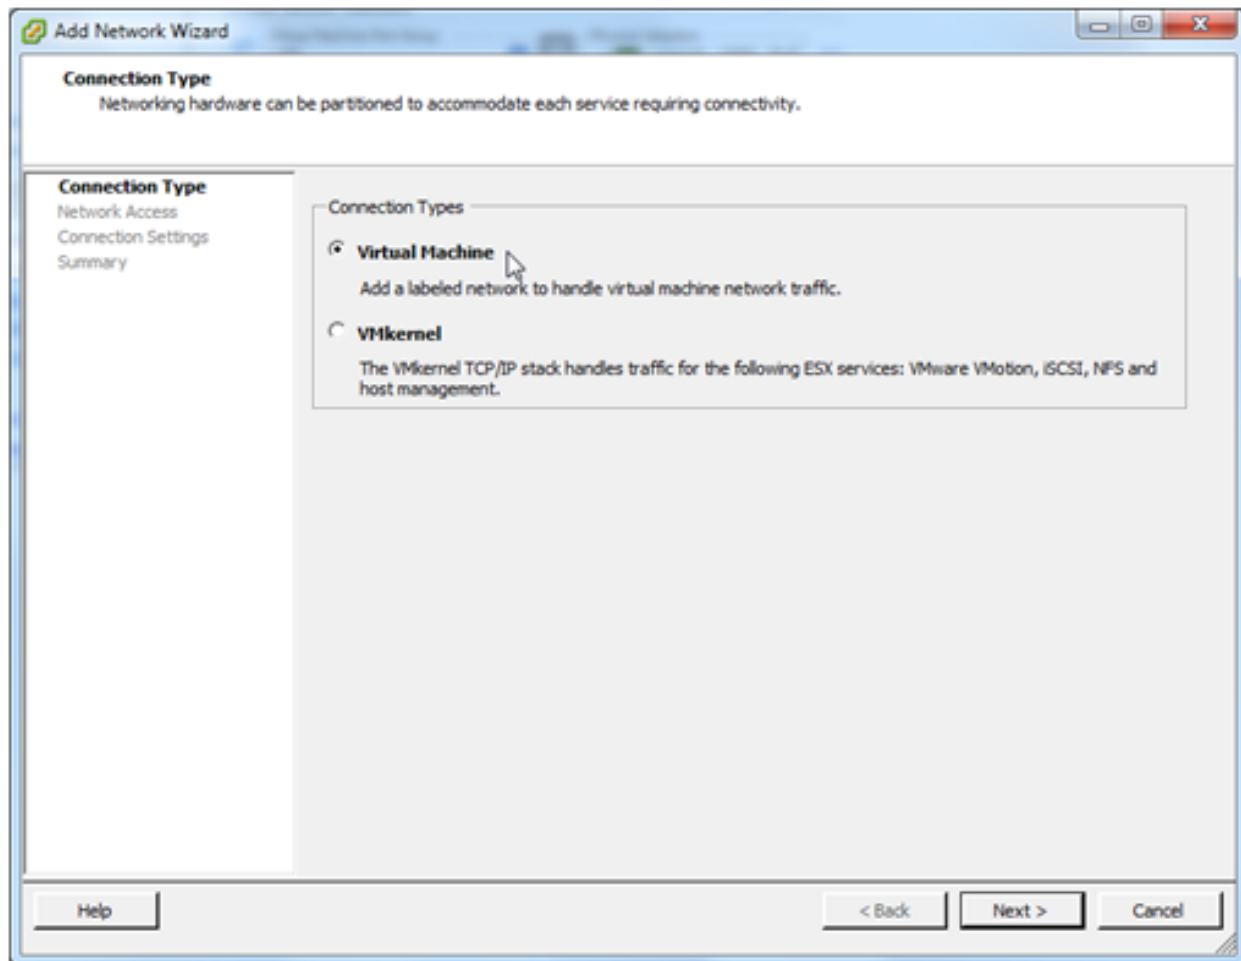 Add Network Wizard
Connection Type
Networking hardware can be partitioned to accommodate each service requiring connectivity.
Connection Type
Network Access
Connection Settings
Summary
Connection Types
Virtual Machine
Add a labeled network to handle virtual machine network traffic.
VMkernel
The VMkernel TCP/IP stack handles traffic for the following ESX services: VMware VMotion, iSCSI, NFS and
host management.
Help
< Back
Next >
Cancel